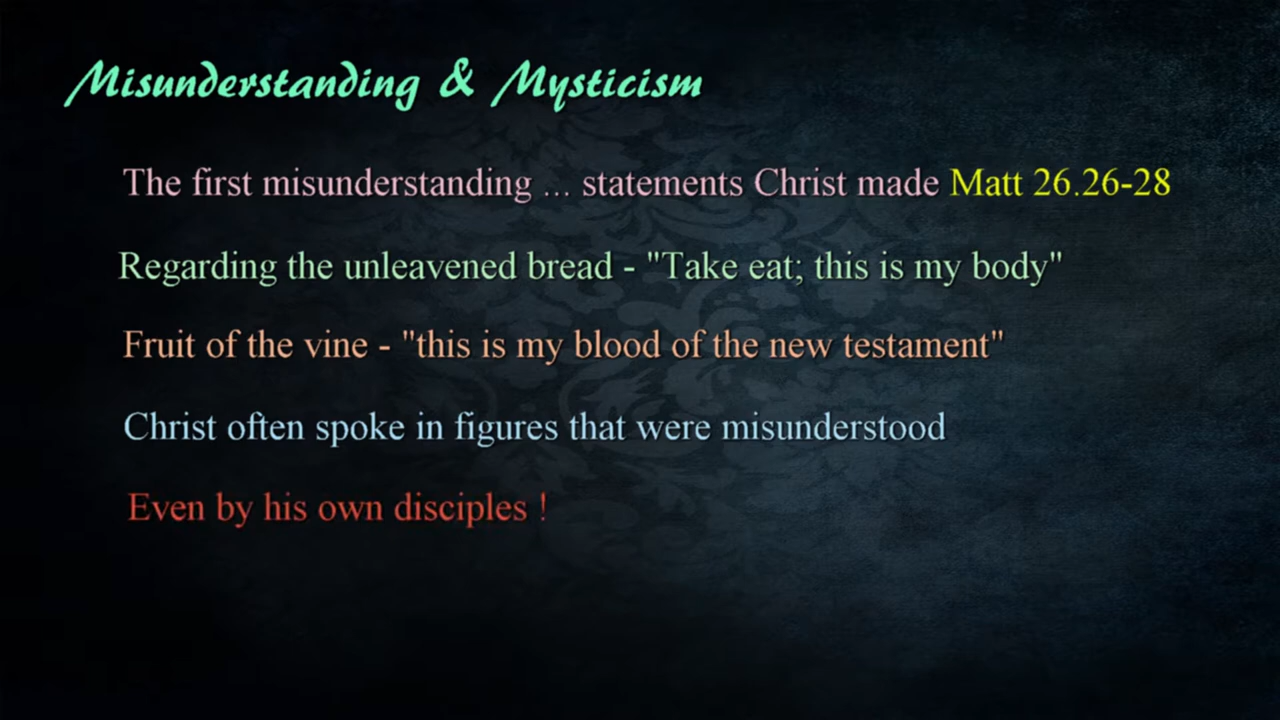 Misunderstanding & Mysticism
The first misunderstanding ... statements Christ made Matt 26.26-28
Regarding the unleavened bread - "Take eat; this is my body"
Fruit of the vine - "this is my blood of the new testament"
Christ often spoke in figures that were misunderstood
Even by his own disciples !